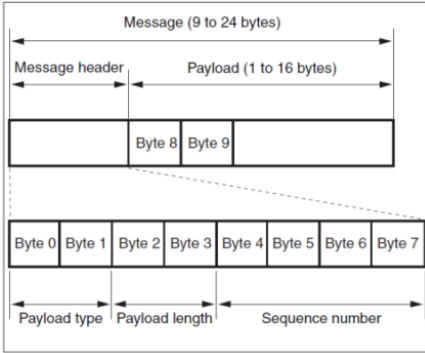 Message (9 to 24 bytes)
Message header Payload (1 to 16 bytes)
Byte 8 Byte 9
Byte 0 Byte 1 Byte 2 Byte 3 Byte 4 Byte 5 Byte 6 Byte 7
Payload type Payload length Sequence number